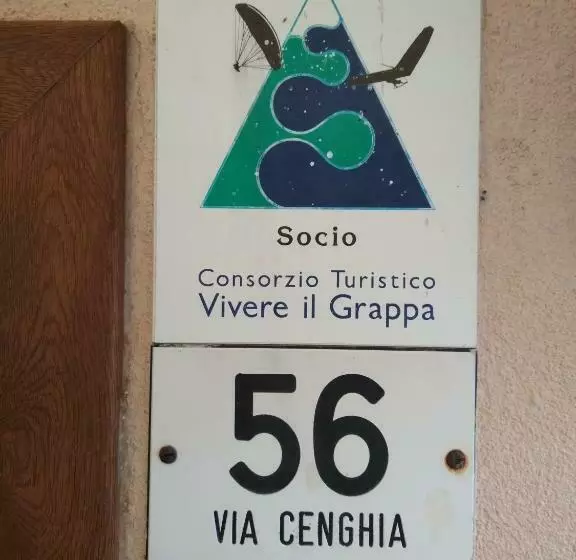 Socio
Consorzio Turistico
Vivere il Grappa
56
VIA CENGHIA